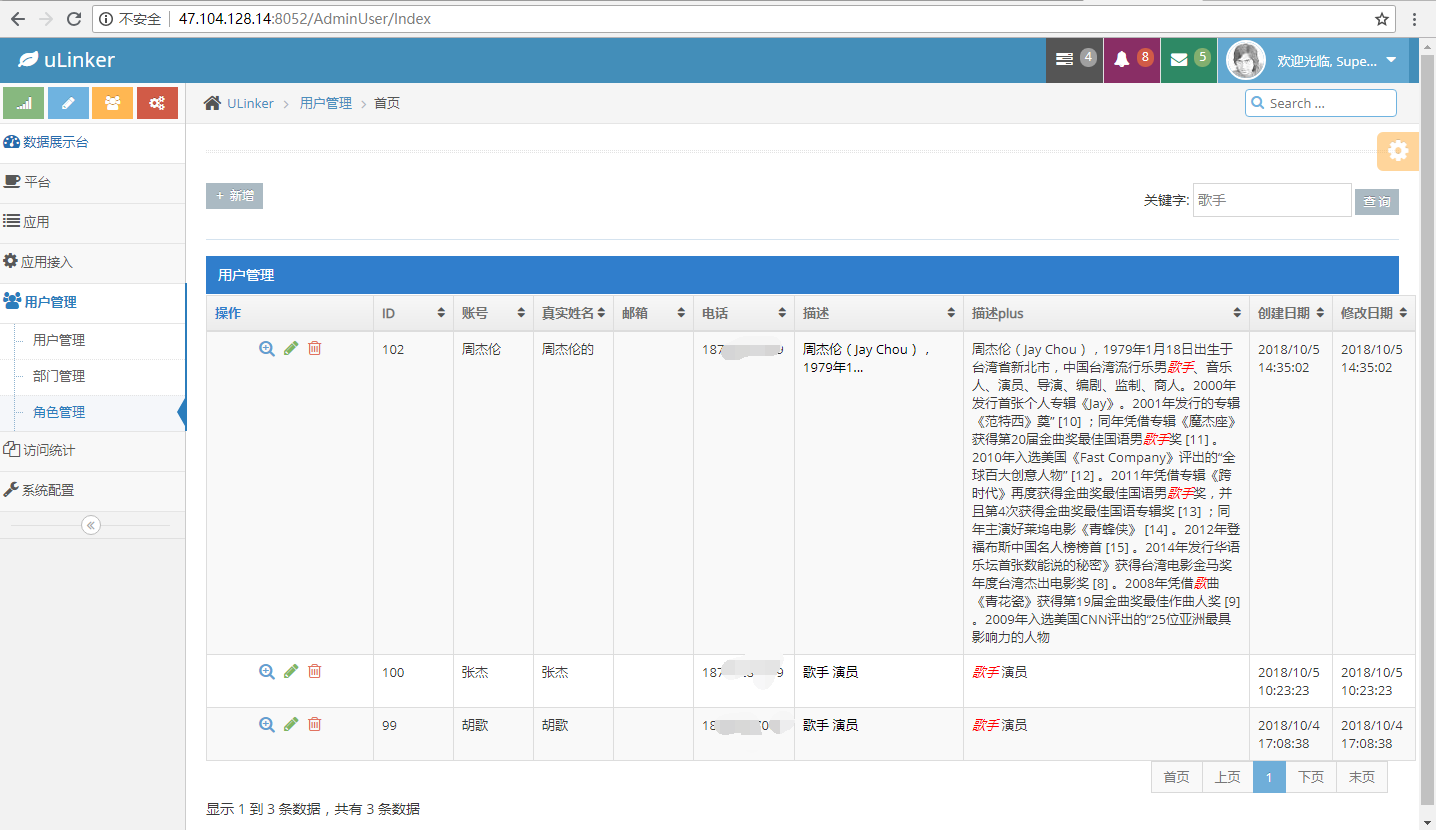 不安全 47.104.128.14:8052/AdminUser/Index
uLinker
4
8
5
欢迎光临, Supe...
ULinker > 用户管理 > 首页
Search ...
数据展示台
平台
应用
应用接入
用户管理
用户管理
部门管理
角色管理
访问统计
系统配置
+ 新增
关键字: 歌手 查询
用户管理
操作 ID 账号 真实姓名 邮箱 电话 描述 描述plus 创建日期 修改日期
102 周杰伦 周杰伦的 187 9
周杰伦（Jay Chou），
1979年1...
周杰伦（Jay Chou），1979年1月18日出生于
台湾省新北市，中国台湾流行乐男歌手、音乐
人、演员、导演、编剧、监制、商人。2000年
发行首张个人专辑《Jay》。2001年发行的专辑
《范特西》奠” [10] ；同年凭借专辑《魔杰座》
获得第20届金曲奖最佳国语男歌手奖 [11] 。
2010年入选美国《Fast Company》评出的“全
球百大创意人物” [12] 。2011年凭借专辑《跨
时代》再度获得金曲奖最佳国语男歌手奖，并
且第4次获得金曲奖最佳国语专辑奖 [13] ；同
年主演好莱坞电影《青蜂侠》 [14] 。2012年登
福布斯中国名人榜榜首 [15] 。2014年发行华语
乐坛首张数能说的秘密》获得台湾电影金马奖
年度台湾杰出电影奖 [8] 。2008年凭借歌曲
《青花瓷》获得第19届金曲奖最佳作曲人奖 [9]
。2009年入选美国CNN评出的“25位亚洲最具
影响力的人物
2018/10/5
14:35:02
2018/10/5
14:35:02
100 张杰 张杰 187 9 歌手 演员 歌手 演员
2018/10/5
10:23:23
2018/10/5
10:23:23
99 胡歌 胡歌 18 歌手 演员 歌手 演员
2018/10/4
17:08:38
2018/10/4
17:08:38
首页 上页 1 下页 末页
显示 1 到 3 条数据，共有 3 条数据